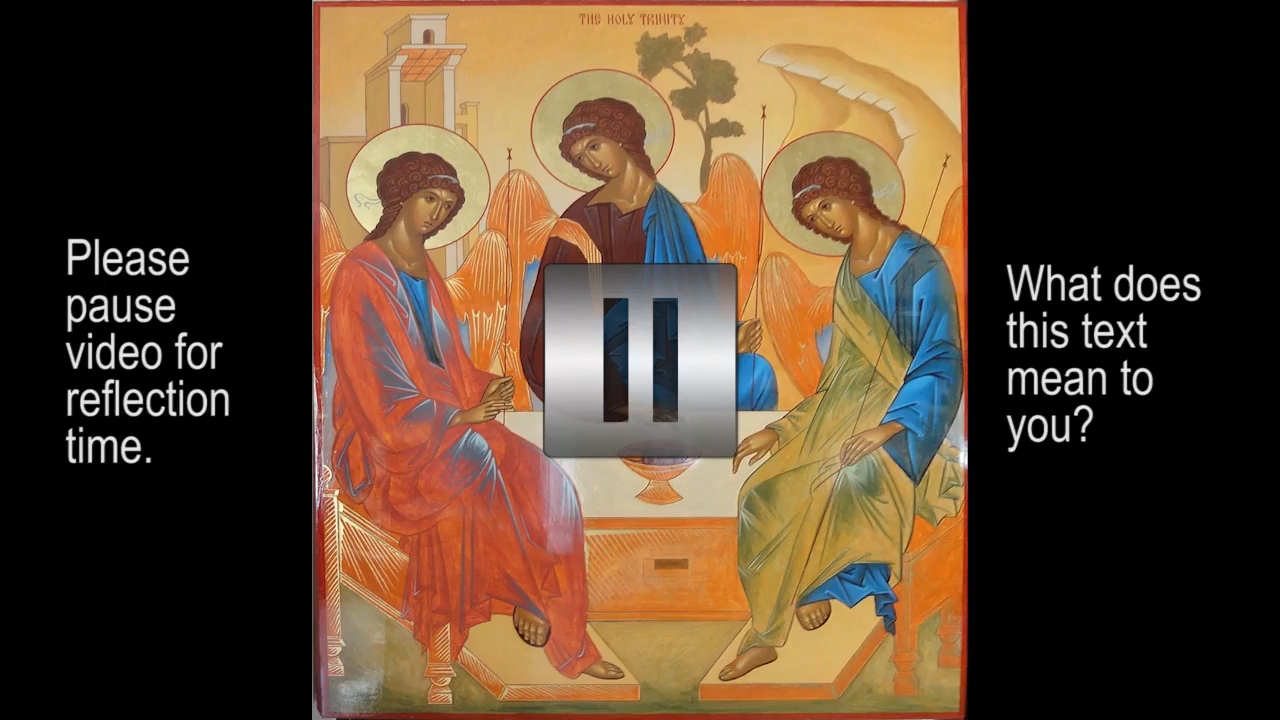 THE HOLY TRINITY
Please
pause
video for
reflection
time.
What does
this text
mean to
you?